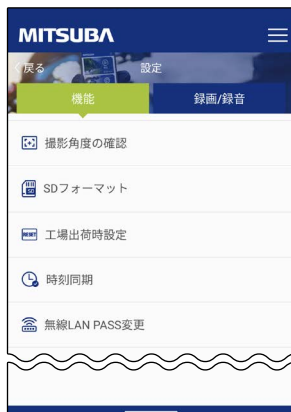 MITSUBA
戻る 設定
機能 録画/録音
撮影角度の確認
SD SDフォーマット
RESET 工場出荷時設定
時刻同期
無線LAN PASS変更